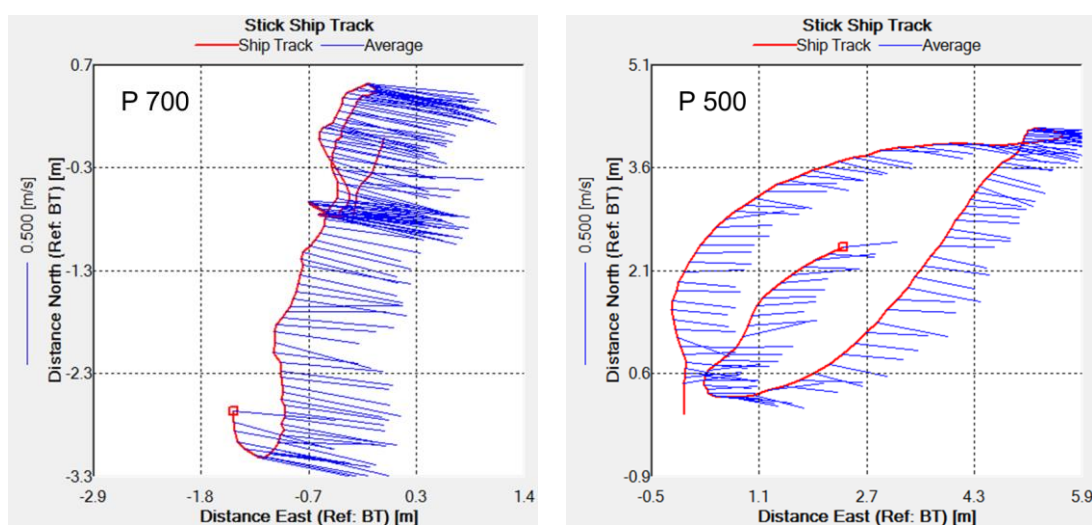 Stick Ship Track
Ship Track Average
P 700
0.7
-0.3
-1.3
-2.3
-3.3
-2.9 -1.8 -0.7 0.3 1.4
Distance East (Ref: BT) [m]
Distance North (Ref: BT) [m]
0.500 [m/s]
Stick Ship Track
Ship Track Average
P 500
5.1
3.6
2.1
0.6
-0.9
-0.5 1.1 2.7 4.3 5.9
Distance East (Ref: BT) [m]
Distance North (Ref: BT) [m]
0.500 [m/s]